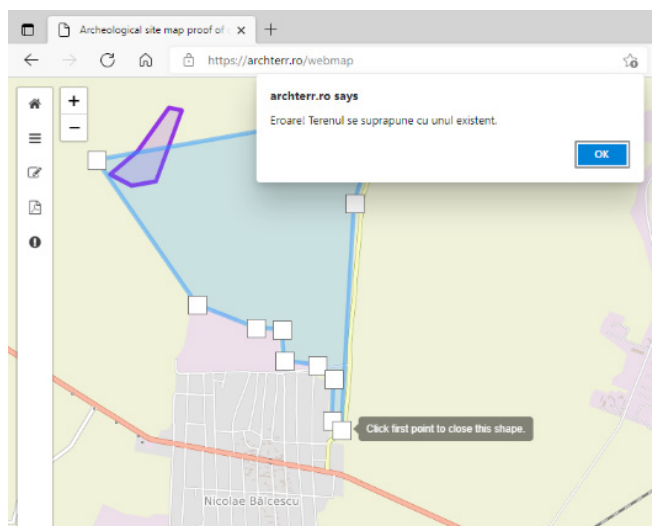 Archeological site map proof of
https://archterr.ro/webmap
archterr.ro says
Eroare! Terenul se suprapune cu unul existent.
OK
+
−
Click first point to close this shape.
Nicolae Bălcescu